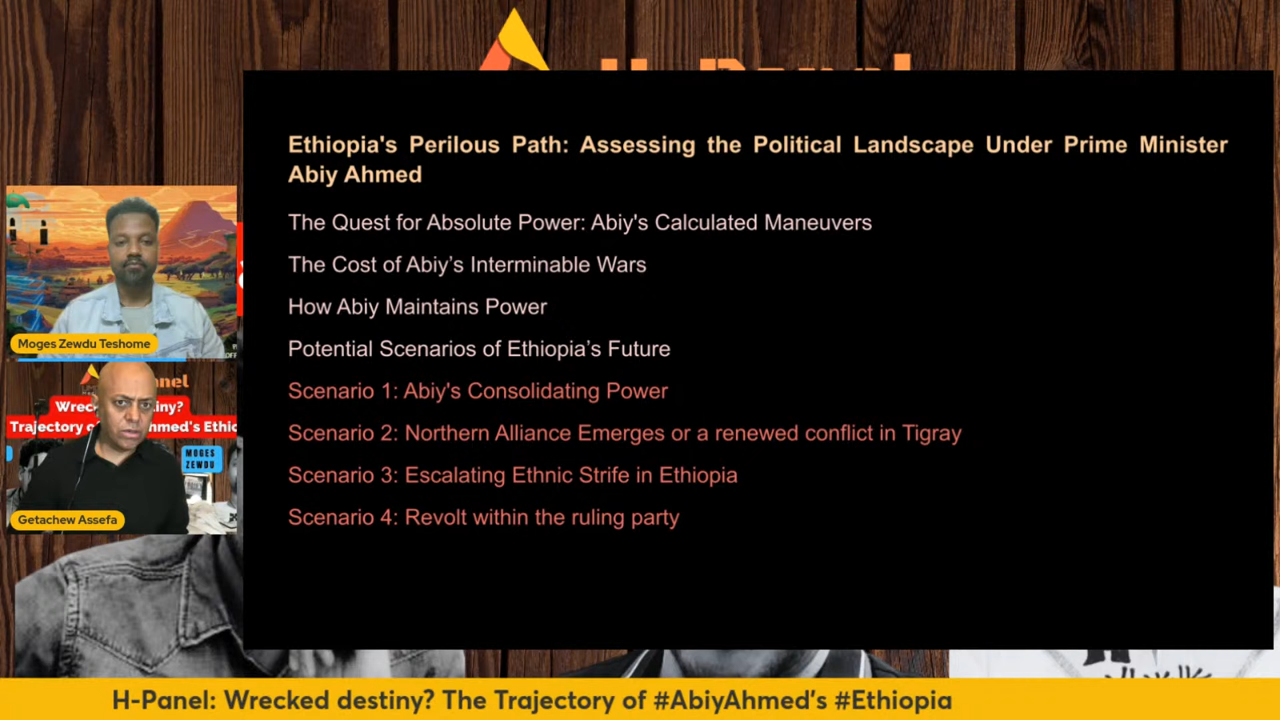 Ethiopia's Perilous Path: Assessing the Political Landscape Under Prime Minister
Abiy Ahmed
The Quest for Absolute Power: Abiy's Calculated Maneuvers
The Cost of Abiy’s Interminable Wars
How Abiy Maintains Power
Potential Scenarios of Ethiopia’s Future
Scenario 1: Abiy's Consolidating Power
Scenario 2: Northern Alliance Emerges or a renewed conflict in Tigray
Scenario 3: Escalating Ethnic Strife in Ethiopia
Scenario 4: Revolt within the ruling party
Moges Zewdu Teshome
MOGES
ZEWDU
Getachew Assefa
H-Panel: Wrecked destiny? The Trajectory of #AbiyAhmed’s #Ethiopia